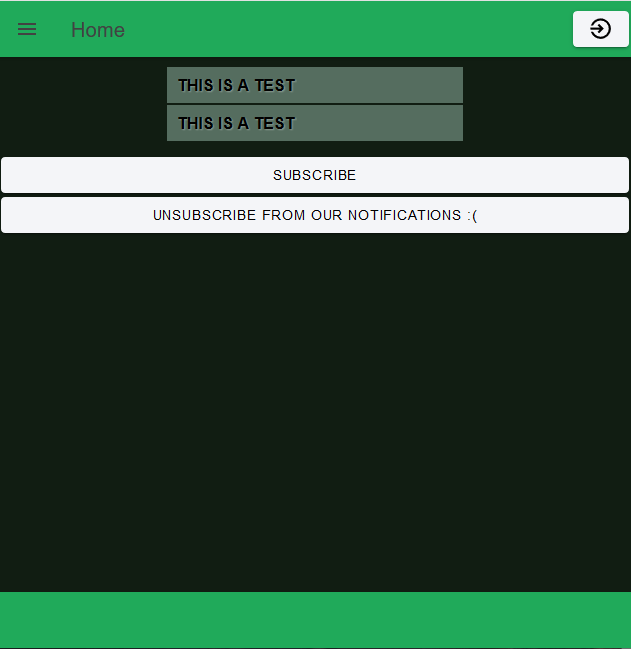 Home
THIS IS A TEST
THIS IS A TEST
SUBSCRIBE
UNSUBSCRIBE FROM OUR NOTIFICATIONS :(